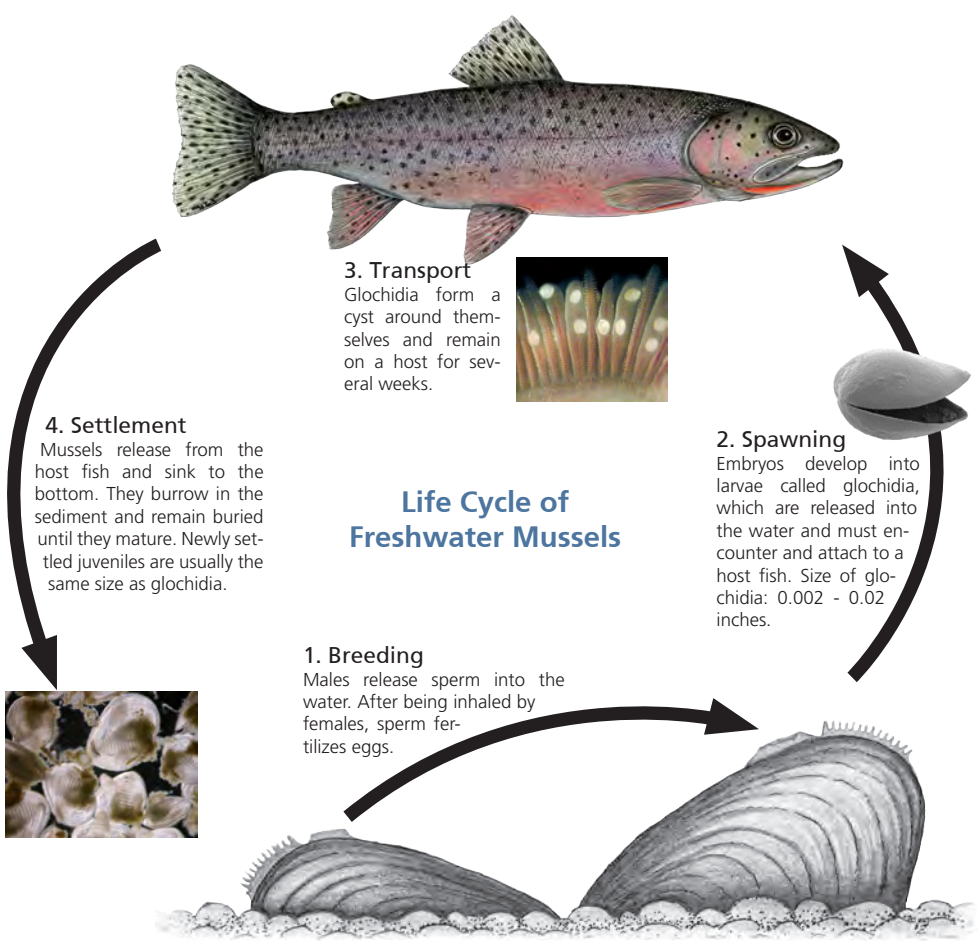 Life Cycle of
Freshwater Mussels
1. Breeding
Males release sperm into the
water. After being inhaled by
females, sperm fer-
tilizes eggs.
2. Spawning
Embryos develop into
larvae called glochidia,
which are released into
the water and must en-
counter and attach to a
host fish. Size of glo-
chidia: 0.002 - 0.02
inches.
3. Transport
Glochidia form a
cyst around them-
selves and remain
on a host for sev-
eral weeks.
4. Settlement
Mussels release from the
host fish and sink to the
bottom. They burrow in the
sediment and remain buried
until they mature. Newly set-
tled juveniles are usually the
same size as glochidia.